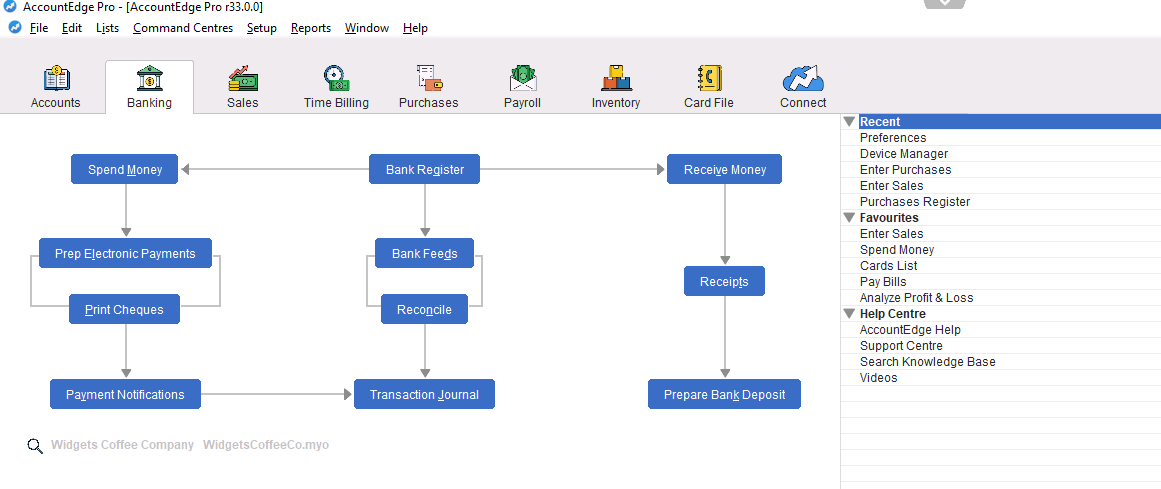 AccountEdge Pro - [AccountEdge Pro r33.0.0]
File Edit Lists Command Centres Setup Reports Window Help
Accounts Banking Sales Time Billing Purchases Payroll Inventory Card File Connect
Spend Money Bank Register Receive Money
Prep Electronic Payments Bank Feeds
Receipts
Print Cheques Reconcile
Payment Notifications Transaction Journal Prepare Bank Deposit
Widgets Coffee Company WidgetsCoffeeCo.myo
Recent
Preferences
Device Manager
Enter Purchases
Enter Sales
Purchases Register
Favourites
Enter Sales
Spend Money
Cards List
Pay Bills
Analyze Profit & Loss
Help Centre
AccountEdge Help
Support Centre
Search Knowledge Base
Videos